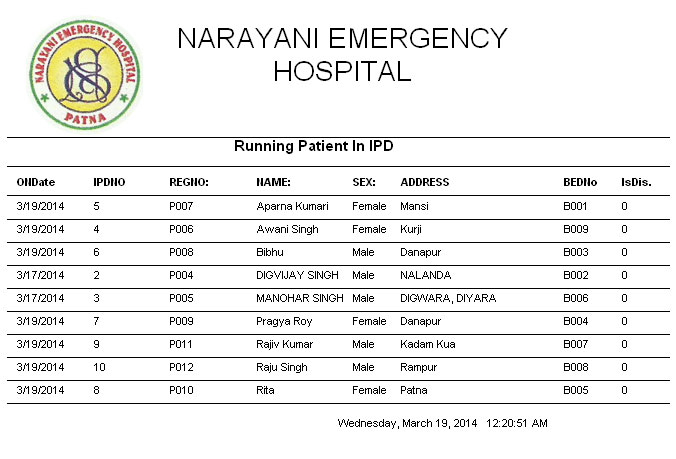 NARAYANI EMERGENCY HOSPITAL
PATNA
NARAYANI EMERGENCY
HOSPITAL
Running Patient In IPD
ONDate IPDNO REGNO: NAME: SEX: ADDRESS BEDNo IsDis.
3/19/2014 5 P007 Aparna Kumari Female Mansi B001 0
3/19/2014 4 P006 Awani Singh Female Kurji B009 0
3/19/2014 6 P008 Bibhu Male Danapur B003 0
3/17/2014 2 P004 DIGVIJAY SINGH Male NALANDA B002 0
3/17/2014 3 P005 MANOHAR SINGH Male DIGWARA, DIYARA B006 0
3/19/2014 7 P009 Pragya Roy Female Danapur B004 0
3/19/2014 9 P011 Rajiv Kumar Male Kadam Kua B007 0
3/19/2014 10 P012 Raju Singh Male Rampur B008 0
3/19/2014 8 P010 Rita Female Patna B005 0
Wednesday, March 19, 2014 12:20:51 AM